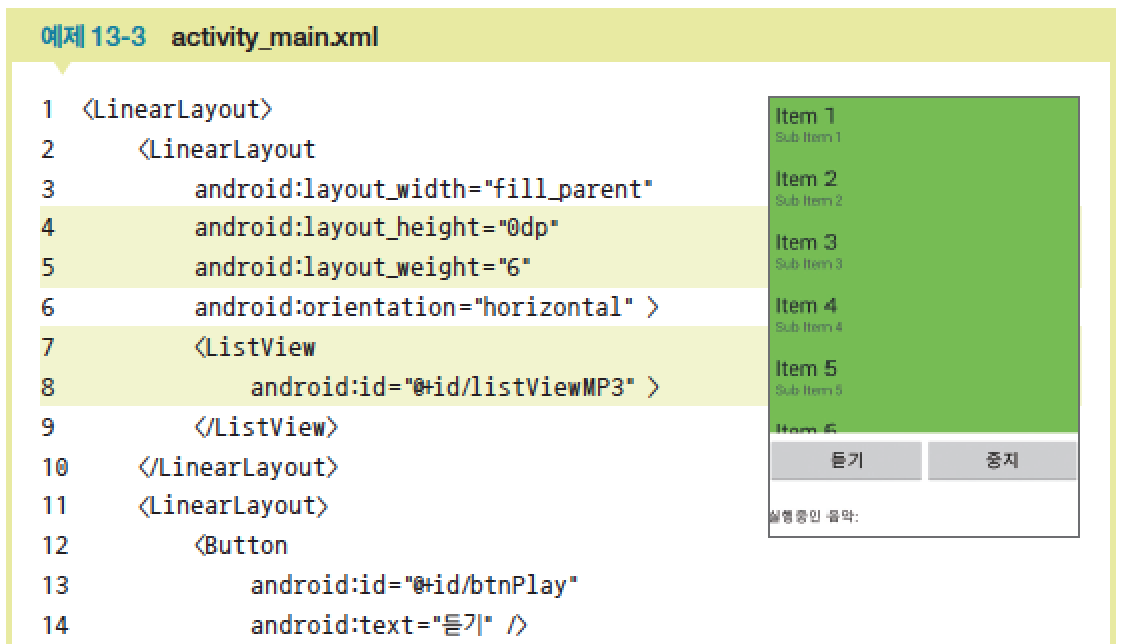 예제 13-3 activity_main.xml
1 <LinearLayout>
2 <LinearLayout
3 android:layout_width="fill_parent"
4 android:layout_height="0dp"
5 android:layout_weight="6"
6 android:orientation="horizontal" >
7 <ListView
8 android:id="@+id/listViewMP3" >
9 </ListView>
10 </LinearLayout>
11 <LinearLayout>
12 <Button
13 android:id="@+id/btnPlay"
14 android:text="듣기" />
Item 1
Sub Item 1
Item 2
Sub Item 2
Item 3
Sub Item 3
Item 4
Sub Item 4
Item 5
Sub Item 5
Item 6
듣기 중지
실행중인 음악: